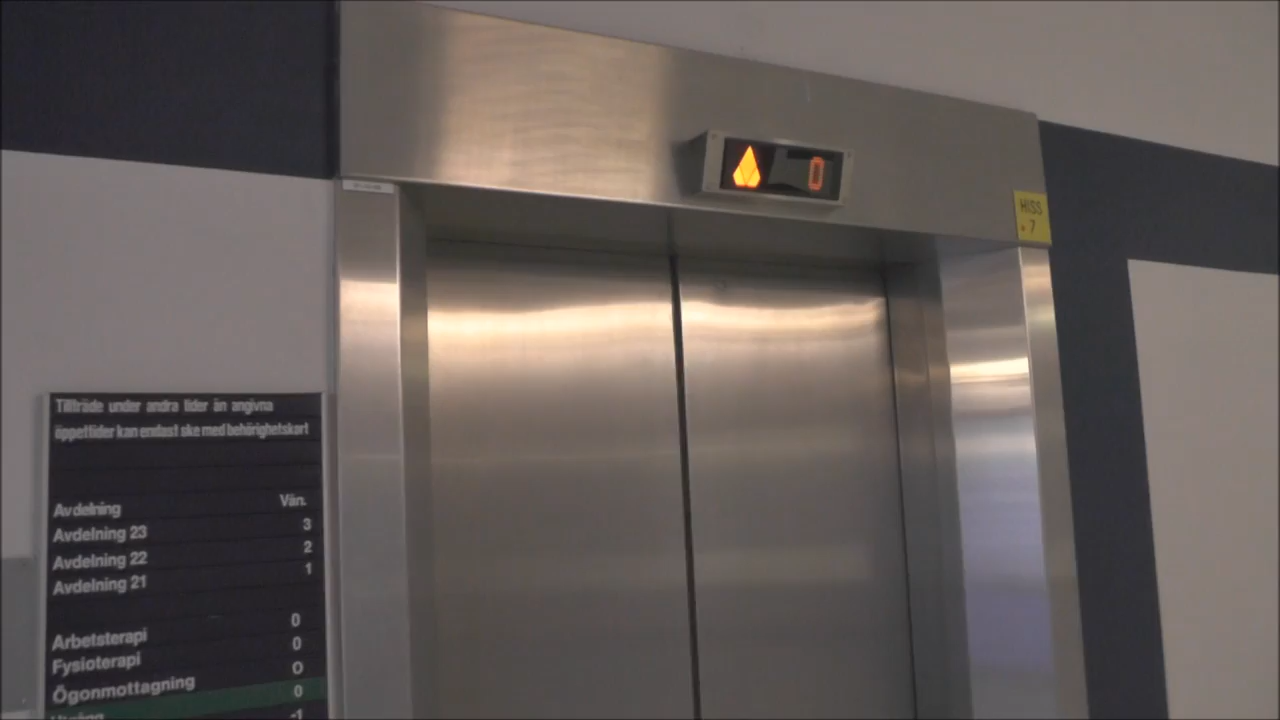 0
HISS
7
Tillträde under andra tider än angivna
öppettider kan endast ske med behörighetskort
Avdelning Vån.
Avdelning 23 3
Avdelning 22 2
Avdelning 21 1
Arbetsterapi 0
Fysioterapi 0
Ögonmottagning 0
0
-1